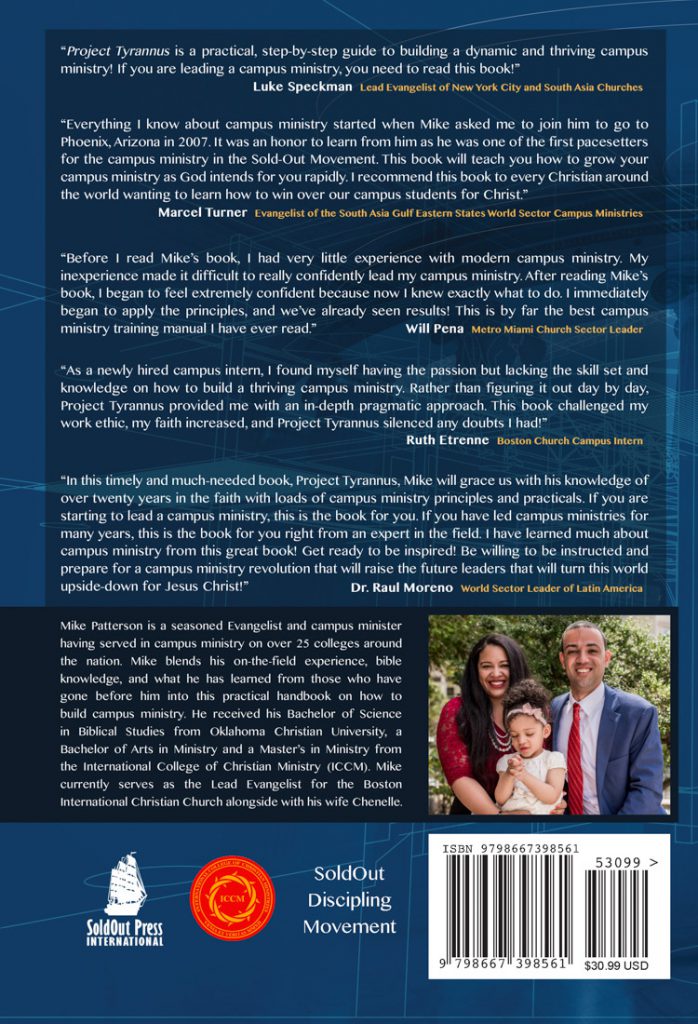 “Project Tyrannus is a practical, step-by-step guide to building a dynamic and thriving campus
ministry! If you are leading a campus ministry, you need to read this book!”
Luke Speckman Lead Evangelist of New York City and South Asia Churches
“Everything I know about campus ministry started when Mike asked me to join him to go to
Phoenix, Arizona in 2007. It was an honor to learn from him as he was one of the first pacesetters
for the campus ministry in the Sold-Out Movement. This book will teach you how to grow your
campus ministry as God intends for you rapidly. I recommend this book to every Christian around
the world wanting to learn how to win over our campus students for Christ.”
Marcel Turner Evangelist of the South Asia Gulf Eastern States World Sector Campus Ministries
“Before I read Mike’s book, I had very little experience with modern campus ministry. My
inexperience made it difficult to really confidently lead my campus ministry. After reading Mike’s
book, I began to feel extremely confident because now I knew exactly what to do. I immediately
began to apply the principles, and we’ve already seen results! This is by far the best campus
ministry training manual I have ever read.” Will Pena Metro Miami Church Sector Leader
“As a newly hired campus intern, I found myself having the passion but lacking the skill set and
knowledge on how to build a thriving campus ministry. Rather than figuring it out day by day,
Project Tyrannus provided me with an in-depth pragmatic approach. This book challenged my
work ethic, my faith increased, and Project Tyrannus silenced any doubts I had!”
Ruth Etrenne Boston Church Campus Intern
“In this timely and much-needed book, Project Tyrannus, Mike will grace us with his knowledge of
over twenty years in the faith with loads of campus ministry principles and practicals. If you are
starting to lead a campus ministry, this is the book for you. If you have led campus ministries for
many years, this is the book for you right from an expert in the field. I have learned much about
campus ministry from this great book! Get ready to be inspired! Be willing to be instructed and
prepare for a campus ministry revolution that will raise the future leaders that will turn this world
upside-down for Jesus Christ!” Dr. Raul Moreno World Sector Leader of Latin America
Mike Patterson is a seasoned Evangelist and campus minister
having served in campus ministry on over 25 colleges around
the nation. Mike blends his on-the-field experience, bible
knowledge, and what he has learned from those who have
gone before him into this practical handbook on how to
build campus ministry. He received his Bachelor of Science
in Biblical Studies from Oklahoma Christian University, a
Bachelor of Arts in Ministry and a Master’s in Ministry from
the International College of Christian Ministry (ICCM). Mike
currently serves as the Lead Evangelist for the Boston
International Christian Church alongside with his wife Chenelle.
SoldOut Press
INTERNATIONAL
ICCM
SoldOut
Discipling
Movement
ISBN 9798667398561
53099 >
9 798667 398561
$30.99 USD